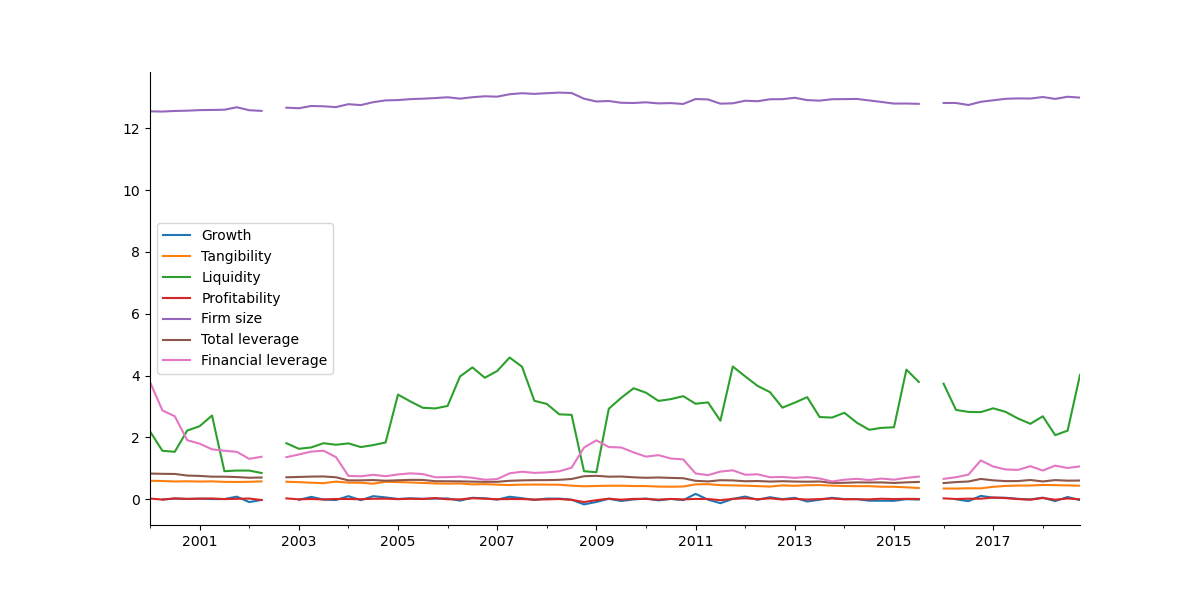 12
10
8
6
4
2
0
Growth
Tangibility
Liquidity
Profitability
Firm size
Total leverage
Financial leverage
2001 2003 2005 2007 2009 2011 2013 2015 2017